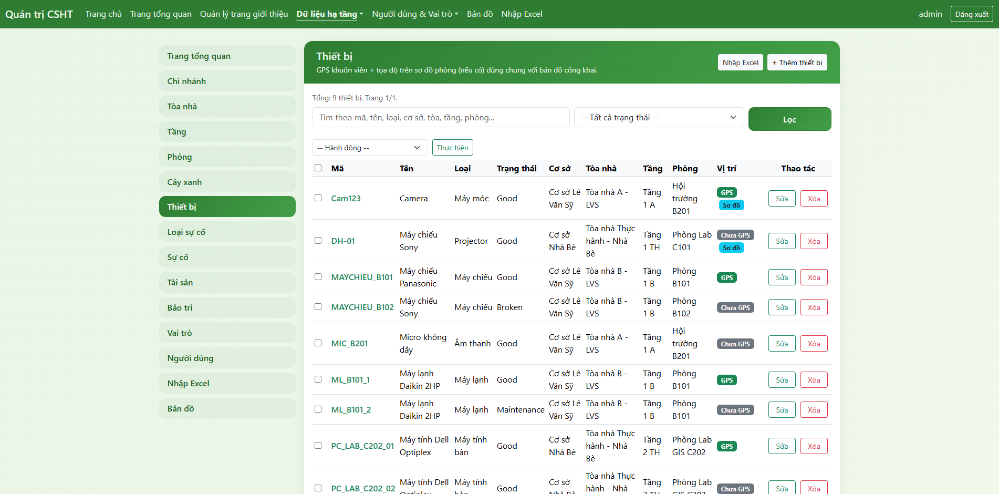 Quản trị CSHT Trang chủ Trang tổng quan Quản lý trang giới thiệu Dữ liệu hạ tầng Người dùng & Vai trò Bản đồ Nhập Excel admin Đăng xuất
Trang tổng quan
Chi nhánh
Tòa nhà
Tầng
Phòng
Cây xanh
Thiết bị
Loại sự cố
Sự cố
Tài sản
Bảo trì
Vai trò
Người dùng
Nhập Excel
Bản đồ
Thiết bị
GPS khuôn viên + tọa độ trên sơ đồ phòng (nếu có) dùng chung với bản đồ công khai.
Nhập Excel + Thêm thiết bị
Tổng: 9 thiết bị. Trang 1/1.
Tìm theo mã, tên, loại, cơ sở, tòa, tầng, phòng... -- Tất cả trạng thái -- Lọc
-- Hành động -- Thực hiện
Mã Tên Loại Trạng thái Cơ sở Tòa nhà Tầng Phòng Vị trí Thao tác
Cam123 Camera Máy móc Good Cơ sở Lê Văn Sỹ Tòa nhà A - LVS Tầng 1 A Hội trường B201 GPS Sơ đồ Sửa Xóa
DH-01 Máy chiếu Sony Projector Good Cơ sở Nhà Bè Tòa nhà Thực hành - Nhà Bè Tầng 1 TH Phòng Lab C101 Chưa GPS Sơ đồ Sửa Xóa
MAYCHIEU_B101 Máy chiếu Panasonic Máy chiếu Good Cơ sở Lê Văn Sỹ Tòa nhà B - LVS Tầng 1 B Phòng B101 GPS Sửa Xóa
MAYCHIEU_B102 Máy chiếu Sony Máy chiếu Broken Cơ sở Lê Văn Sỹ Tòa nhà B - LVS Tầng 1 B Phòng B102 Chưa GPS Sửa Xóa
MIC_B201 Micro không dây Âm thanh Good Cơ sở Lê Văn Sỹ Tòa nhà A - LVS Tầng 1 A Hội trường B201 Chưa GPS Sửa Xóa
ML_B101_1 Máy lạnh Daikin 2HP Máy lạnh Good Cơ sở Lê Văn Sỹ Tòa nhà B - LVS Tầng 1 B Phòng B101 GPS Sửa Xóa
ML_B101_2 Máy lạnh Daikin 2HP Máy lạnh Maintenance Cơ sở Lê Văn Sỹ Tòa nhà B - LVS Tầng 1 B Phòng B101 Chưa GPS Sửa Xóa
PC_LAB_C202_01 Máy tính Dell Optiplex Máy tính bàn Good Cơ sở Nhà Bè Tòa nhà Thực hành - Nhà Bè Tầng 2 TH Phòng Lab GIS C202 GPS Sửa Xóa
PC_LAB_C202_02 Máy tính Dell Máy tính Good Cơ sở Tòa nhà Thực hành - Nhà Tầng Phòng Lab Chưa GPS Sửa Xóa